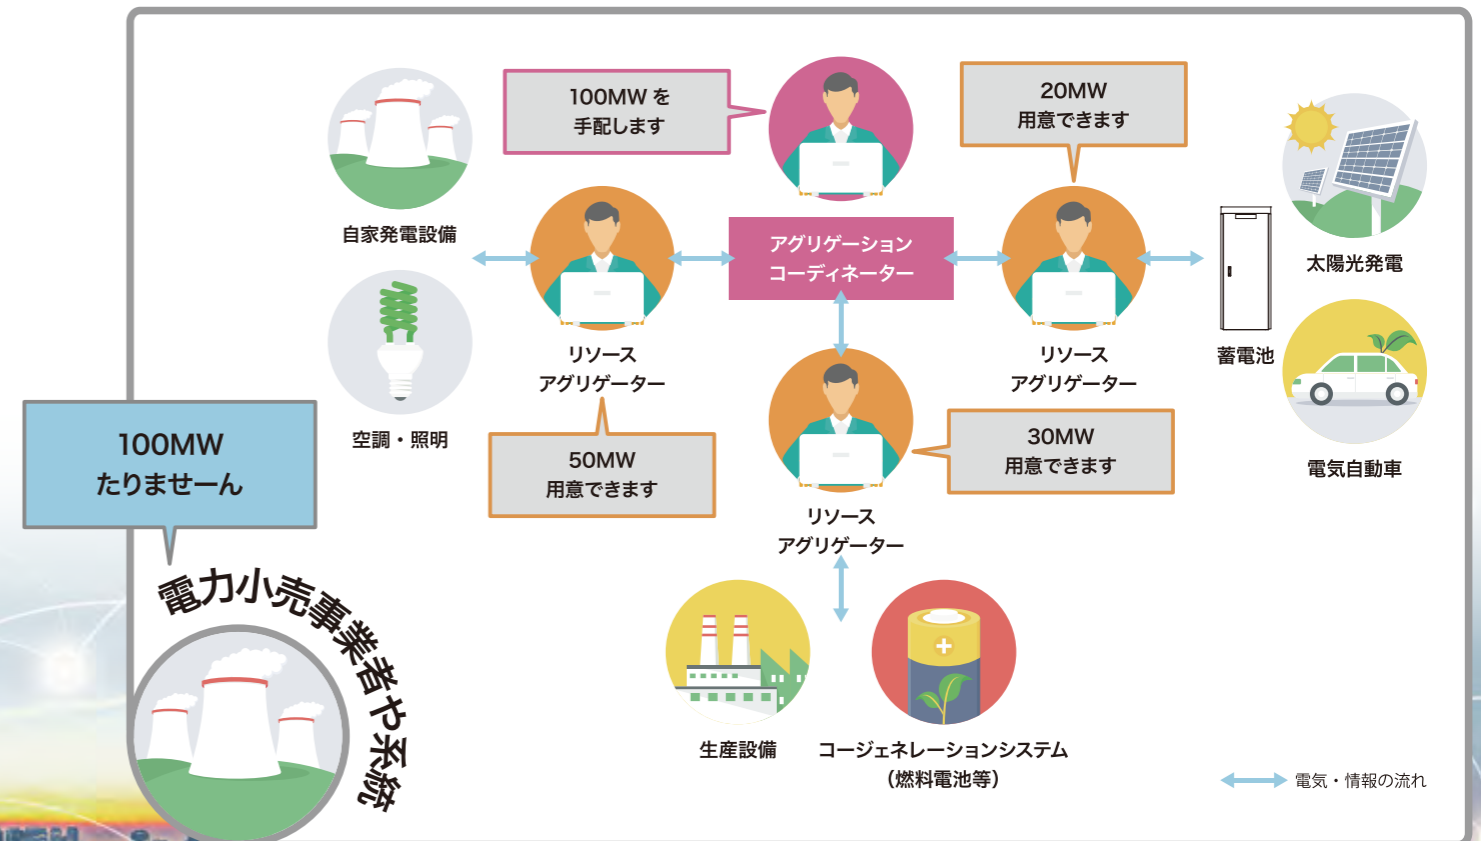 100MW を
手配します
20MW
用意できます
自家発電設備
アグリゲーション
コーディネーター
太陽光発電
リソース
アグリゲーター
リソース
アグリゲーター
蓄電池
空調・照明
100MW
たりませーん
50MW
用意できます
30MW
用意できます
電気自動車
リソース
アグリゲーター
電力小売事業者や系統
生産設備
コージェネレーションシステム
（燃料電池等）
電気・情報の流れ